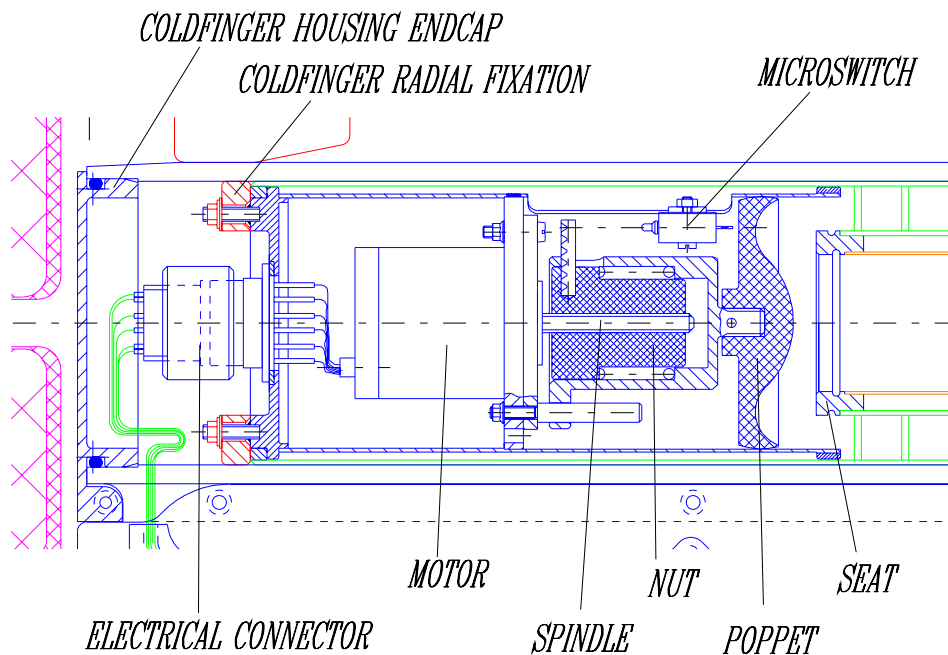 COLDFINGER HOUSING ENDCAP
COLDFINGER RADIAL FIXATION
MICROSWITCH
MOTOR
NUT
SEAT
ELECTRICAL CONNECTOR
SPINDLE
POPPET